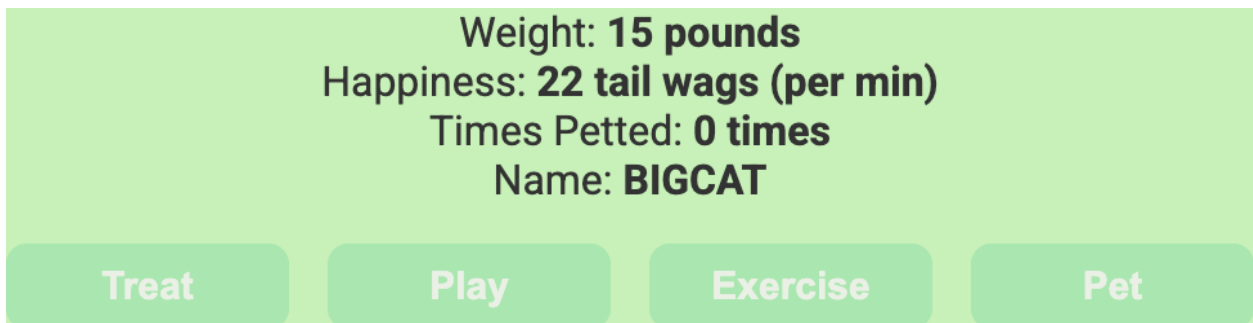 Weight: 15 pounds
Happiness: 22 tail wags (per min)
Times Petted: 0 times
Name: BIGCAT
Treat Play Exercise Pet